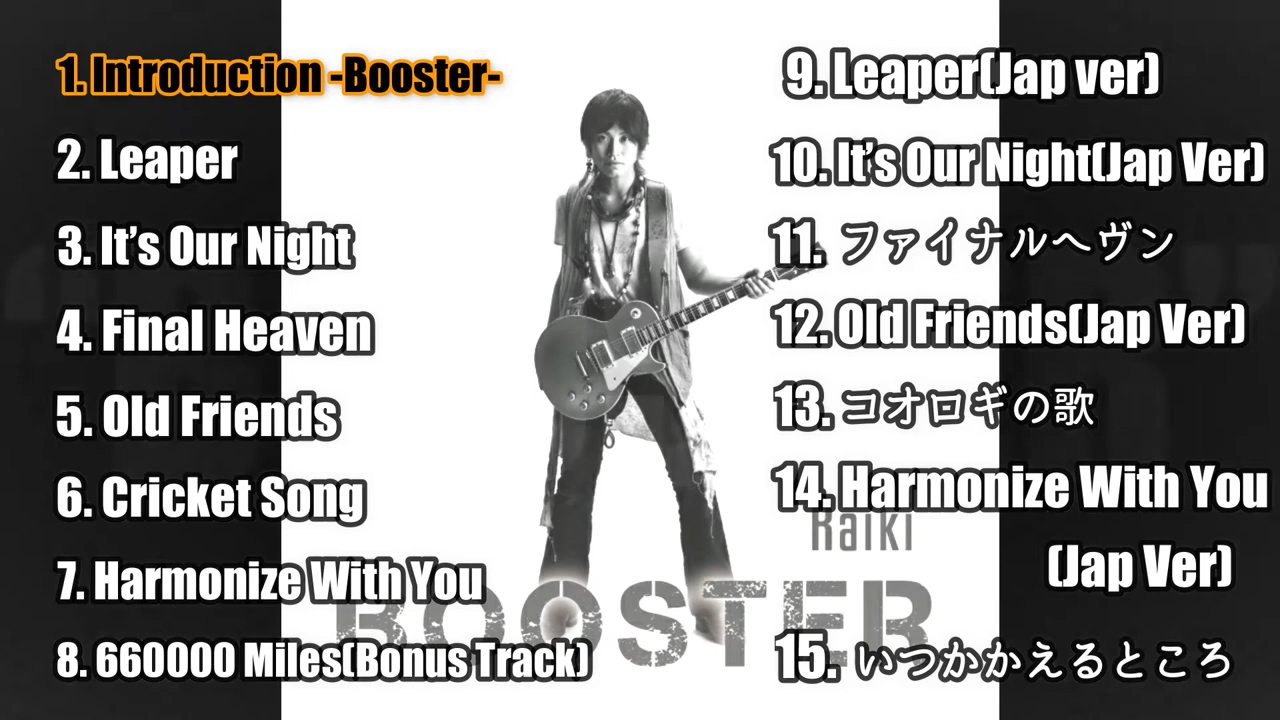 1. Introduction -Booster-
2. Leaper
3. It's Our Night
4. Final Heaven
5. Old Friends
6. Cricket Song
7. Harmonize With You
8. 660000 Miles(Bonus Track)
9. Leaper(Jap ver)
10. It's Our Night(Jap Ver)
11. ファイナルヘヴン
12. Old Friends(Jap Ver)
13. コオロギの歌
14. Harmonize With You
(Jap Ver)
15. いつかかえるところ
Raiki
BOOSTER